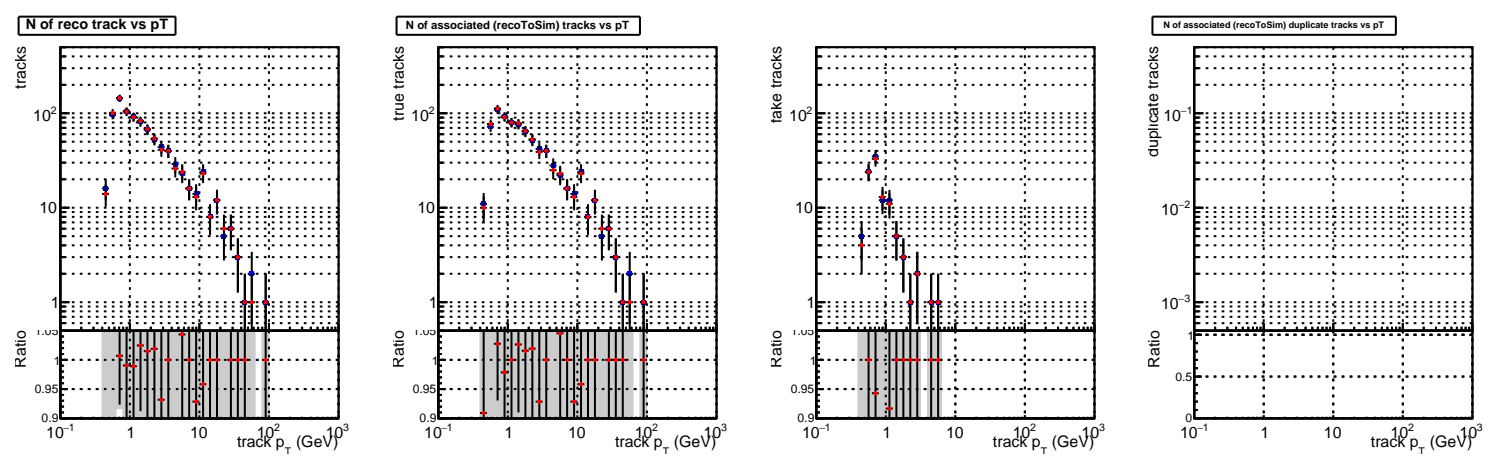 N of reco track vs pT
tracks
10²
10
1
Ratio
1.05
1
0.95
0.9
10⁻¹ 1 10 10² 10³
track p_T (GeV)
N of associated (recoToSim) tracks vs pT
true tracks
10²
10
1
Ratio
1.05
1
0.95
0.9
10⁻¹ 1 10 10² 10³
track p_T (GeV)
fake tracks
10²
10
1
Ratio
1.05
1
0.95
0.9
10⁻¹ 1 10 10² 10³
track p_T (GeV)
N of associated (recoToSim) duplicate tracks vs pT
duplicate tracks
10⁻¹
10⁻²
10⁻³
Ratio
1
0.5
0
10⁻¹ 1 10 10² 10³
track p_T (GeV)